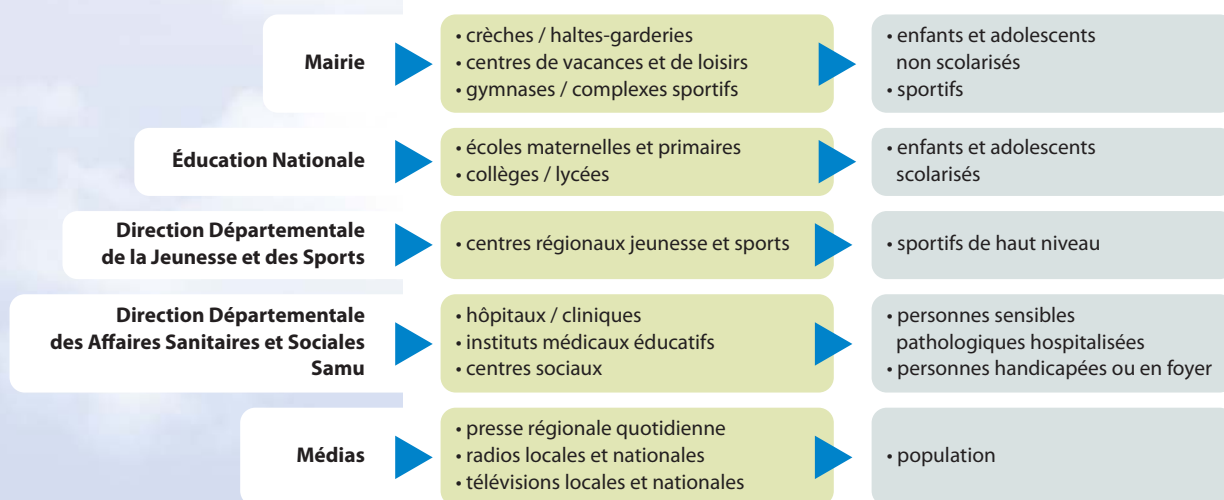 Mairie
• crèches / haltes-garderies
• centres de vacances et de loisirs
• gymnases / complexes sportifs
• enfants et adolescents
non scolarisés
• sportifs
Éducation Nationale
• écoles maternelles et primaires
• collèges / lycées
• enfants et adolescents
scolarisés
Direction Départementale
de la Jeunesse et des Sports
• centres régionaux jeunesse et sports
• sportifs de haut niveau
Direction Départementale
des Affaires Sanitaires et Sociales
Samu
• hôpitaux / cliniques
• instituts médicaux éducatifs
• centres sociaux
• personnes sensibles
pathologiques hospitalisées
• personnes handicapées ou en foyer
Médias
• presse régionale quotidienne
• radios locales et nationales
• télévisions locales et nationales
• population